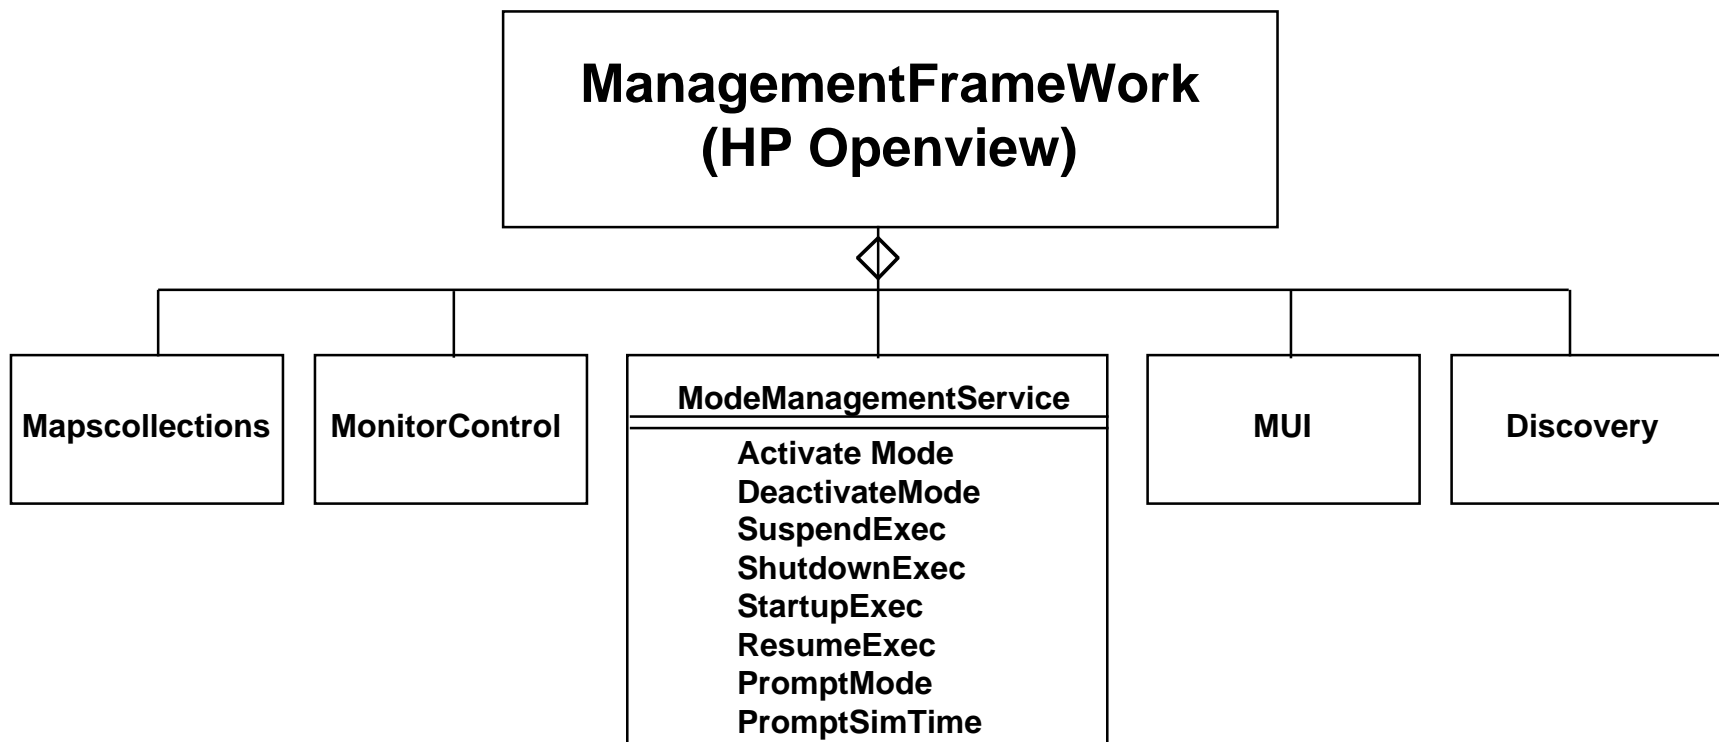 ManagementFrameWork
(HP Openview)
Mapscollections
MonitorControl
ModeManagementService
Activate Mode
DeactivateMode
SuspendExec
ShutdownExec
StartupExec
ResumeExec
PromptMode
PromptSimTime
MUI
Discovery